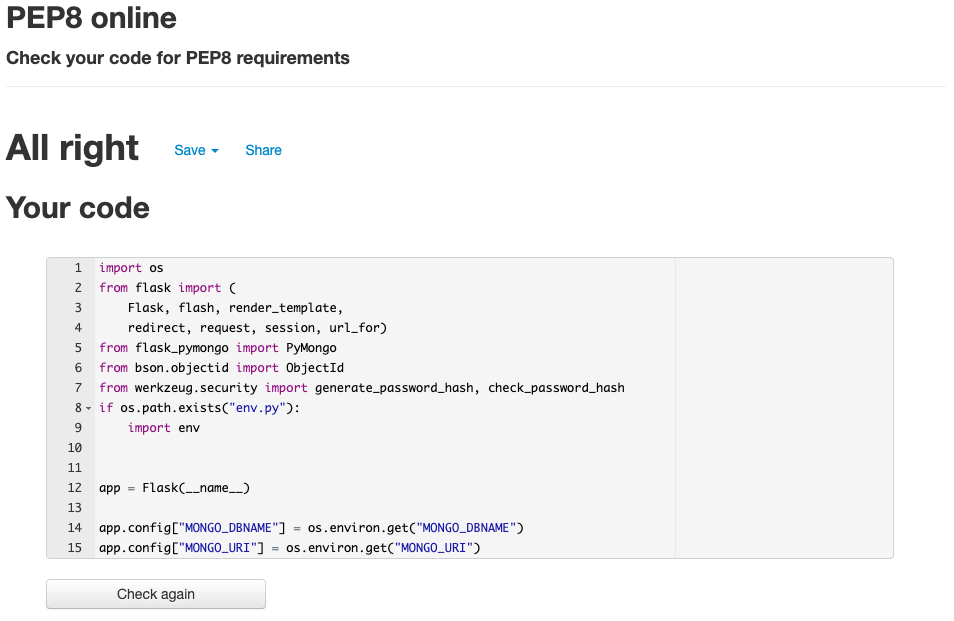 PEP8 online
Check your code for PEP8 requirements
All right Save Share
Your code
1 import os
2 from flask import (
3     Flask, flash, render_template,
4     redirect, request, session, url_for)
5 from flask_pymongo import PyMongo
6 from bson.objectid import ObjectId
7 from werkzeug.security import generate_password_hash, check_password_hash
8 if os.path.exists("env.py"):
9     import env
10
11
12 app = Flask(__name__)
13
14 app.config["MONGO_DBNAME"] = os.environ.get("MONGO_DBNAME")
15 app.config["MONGO_URI"] = os.environ.get("MONGO_URI")
Check again